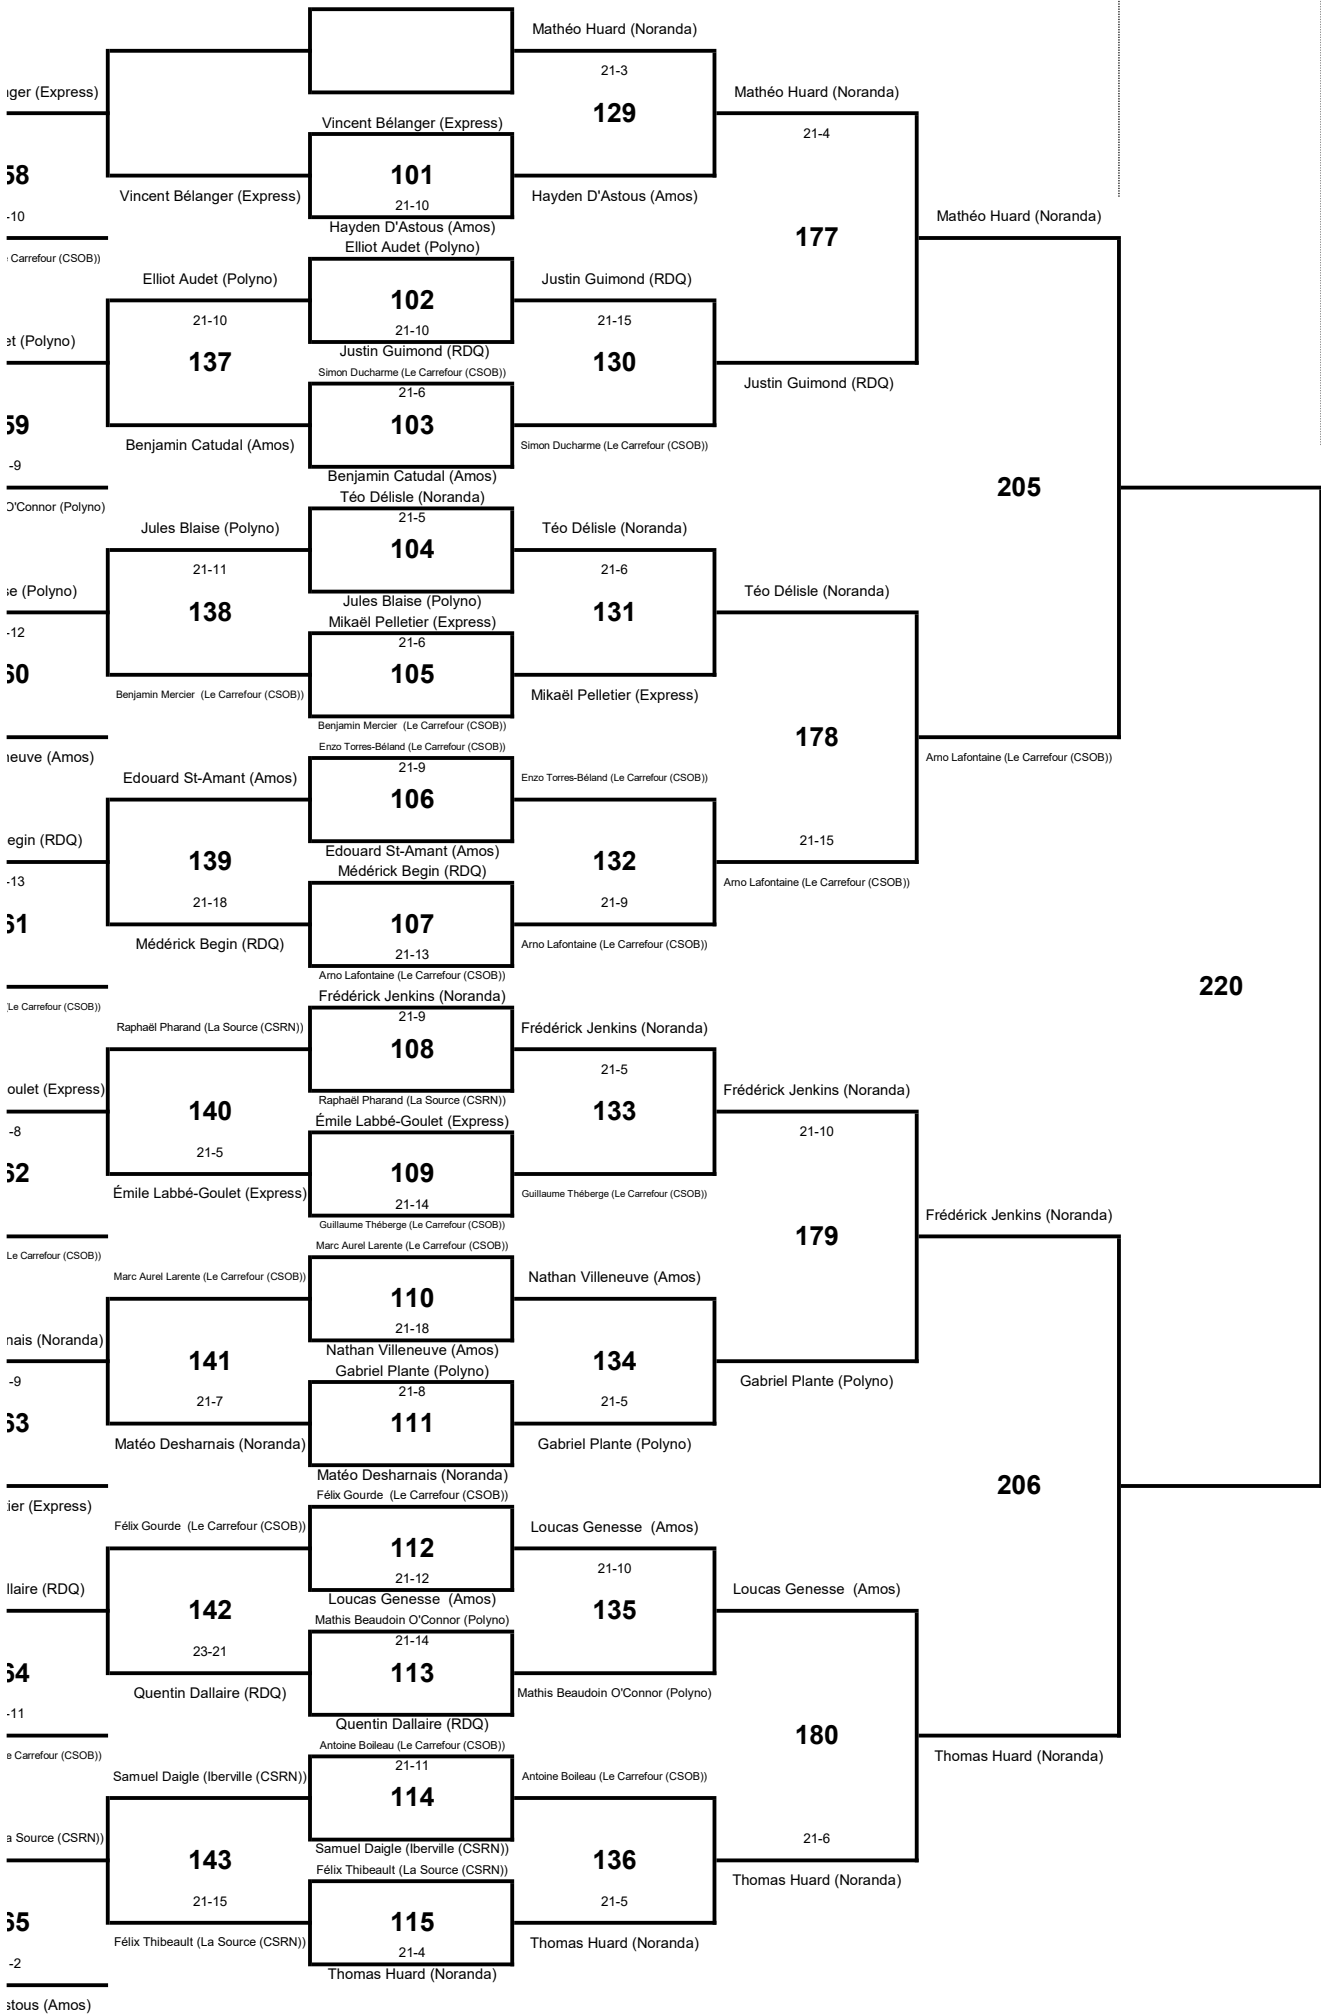 Mathéo Huard (Noranda)
21-3
ger (Express)
Mathéo Huard (Noranda)
129
Vincent Bélanger (Express)
21-4
58
101
Vincent Bélanger (Express)
Hayden D'Astous (Amos)
-10
21-10
Mathéo Huard (Noranda)
Hayden D'Astous (Amos)
177
Elliot Audet (Polyno)
Carrefour (CSOB))
Elliot Audet (Polyno)
Justin Guimond (RDQ)
102
21-10
21-15
21-10
et (Polyno)
Justin Guimond (RDQ)
137
130
Simon Ducharme (Le Carrefour (CSOB))
Justin Guimond (RDQ)
21-6
59
103
Benjamin Catudal (Amos)
Simon Ducharme (Le Carrefour (CSOB))
-9
Benjamin Catudal (Amos)
205
Téo Délisle (Noranda)
O'Connor (Polyno)
21-5
Jules Blaise (Polyno)
Téo Délisle (Noranda)
104
21-11
21-6
se (Polyno)
Téo Délisle (Noranda)
Jules Blaise (Polyno)
138
131
Mikaël Pelletier (Express)
-12
21-6
60
105
Benjamin Mercier (Le Carrefour (CSOB))
Mikaël Pelletier (Express)
Benjamin Mercier (Le Carrefour (CSOB))
178
Enzo Torres-Béland (Le Carrefour (CSOB))
neuve (Amos)
Arno Lafontaine (Le Carrefour (CSOB))
21-9
Edouard St-Amant (Amos)
Enzo Torres-Béland (Le Carrefour (CSOB))
106
egin (RDQ)
21-15
Edouard St-Amant (Amos)
139
132
Médérick Begin (RDQ)
-13
Arno Lafontaine (Le Carrefour (CSOB))
21-18
21-9
61
107
Médérick Begin (RDQ)
Arno Lafontaine (Le Carrefour (CSOB))
21-13
Arno Lafontaine (Le Carrefour (CSOB))
220
Frédérick Jenkins (Noranda)
Le Carrefour (CSOB))
21-9
Raphaël Pharand (La Source (CSRN))
Frédérick Jenkins (Noranda)
108
21-5
oulet (Express)
Frédérick Jenkins (Noranda)
Raphaël Pharand (La Source (CSRN))
140
133
Émile Labbé-Goulet (Express)
-8
21-10
21-5
62
109
Émile Labbé-Goulet (Express)
Guillaume Théberge (Le Carrefour (CSOB))
21-14
Frédérick Jenkins (Noranda)
Guillaume Théberge (Le Carrefour (CSOB))
179
Marc Aurel Larente (Le Carrefour (CSOB))
Le Carrefour (CSOB))
Marc Aurel Larente (Le Carrefour (CSOB))
Nathan Villeneuve (Amos)
110
21-18
nais (Noranda)
Nathan Villeneuve (Amos)
141
134
Gabriel Plante (Polyno)
Gabriel Plante (Polyno)
-9
21-8
21-7
21-5
63
111
Matéo Desharnais (Noranda)
Gabriel Plante (Polyno)
Matéo Desharnais (Noranda)
206
Félix Gourde (Le Carrefour (CSOB))
tier (Express)
Félix Gourde (Le Carrefour (CSOB))
Loucas Genesse (Amos)
112
21-10
21-12
llaire (RDQ)
Loucas Genesse (Amos)
Loucas Genesse (Amos)
142
135
Mathis Beaudoin O'Connor (Polyno)
23-21
21-14
64
113
Quentin Dallaire (RDQ)
Mathis Beaudoin O'Connor (Polyno)
-11
Quentin Dallaire (RDQ)
180
Antoine Boileau (Le Carrefour (CSOB))
e Carrefour (CSOB))
Thomas Huard (Noranda)
21-11
Samuel Daigle (Iberville (CSRN))
Antoine Boileau (Le Carrefour (CSOB))
114
a Source (CSRN))
21-6
Samuel Daigle (Iberville (CSRN))
143
136
Félix Thibeault (La Source (CSRN))
Thomas Huard (Noranda)
21-15
21-5
65
115
Félix Thibeault (La Source (CSRN))
Thomas Huard (Noranda)
21-4
-2
Thomas Huard (Noranda)
stous (Amos)